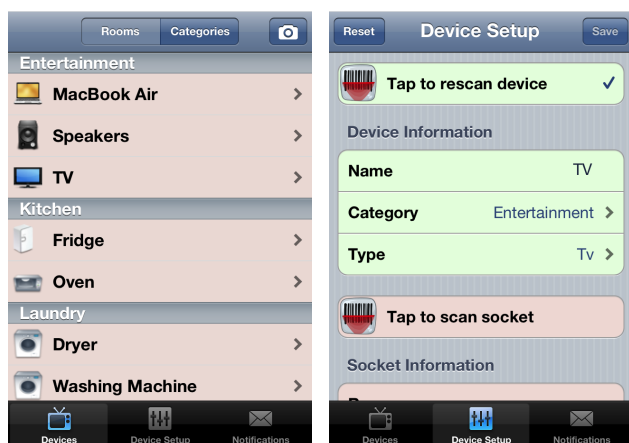 Rooms Categories
Entertainment
MacBook Air
Speakers
TV
Kitchen
Fridge
Oven
Laundry
Dryer
Washing Machine
Devices Device Setup Notifications
Reset Device Setup Save
Tap to rescan device
Device Information
Name TV
Category Entertainment
Type Tv
Tap to scan socket
Socket Information
Devices Device Setup Notifications